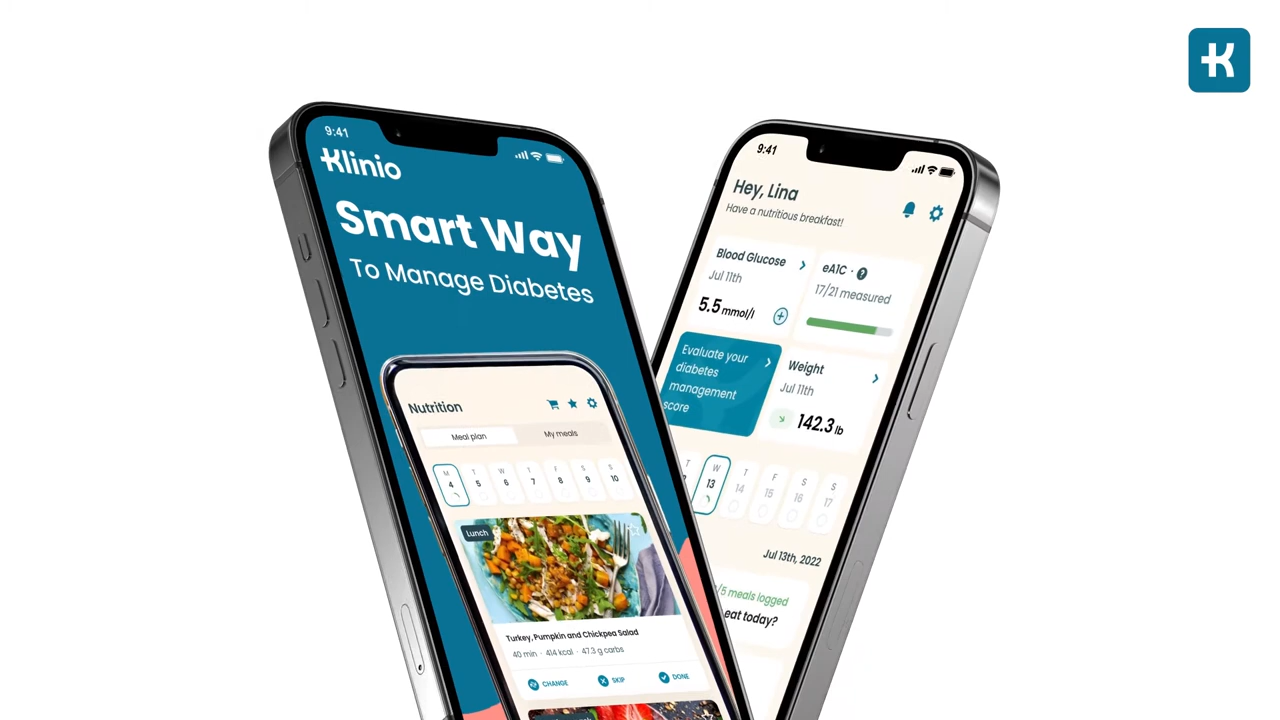 9:41
Klinio
Smart Way
To Manage Diabetes
Nutrition
Meal plan
My meals
M
4
T
5
W
6
T
7
F
8
S
9
S
10
Lunch
Turkey, Pumpkin and Chickpea Salad
40 min · 414 kcal · 47.3 g carbs
CHANGE
SKIP
DONE
9:41
Hey, Lina
Have a nutritious breakfast!
Blood Glucose
Jul 11th
5.5 mmol/l
eA1C · ?
17/21 measured
Evaluate your
diabetes
management
score
Weight
Jul 11th
142.3 lb
T
W
13
T
14
F
15
S
16
S
17
Jul 13th, 2022
/5 meals logged
eat today?
K